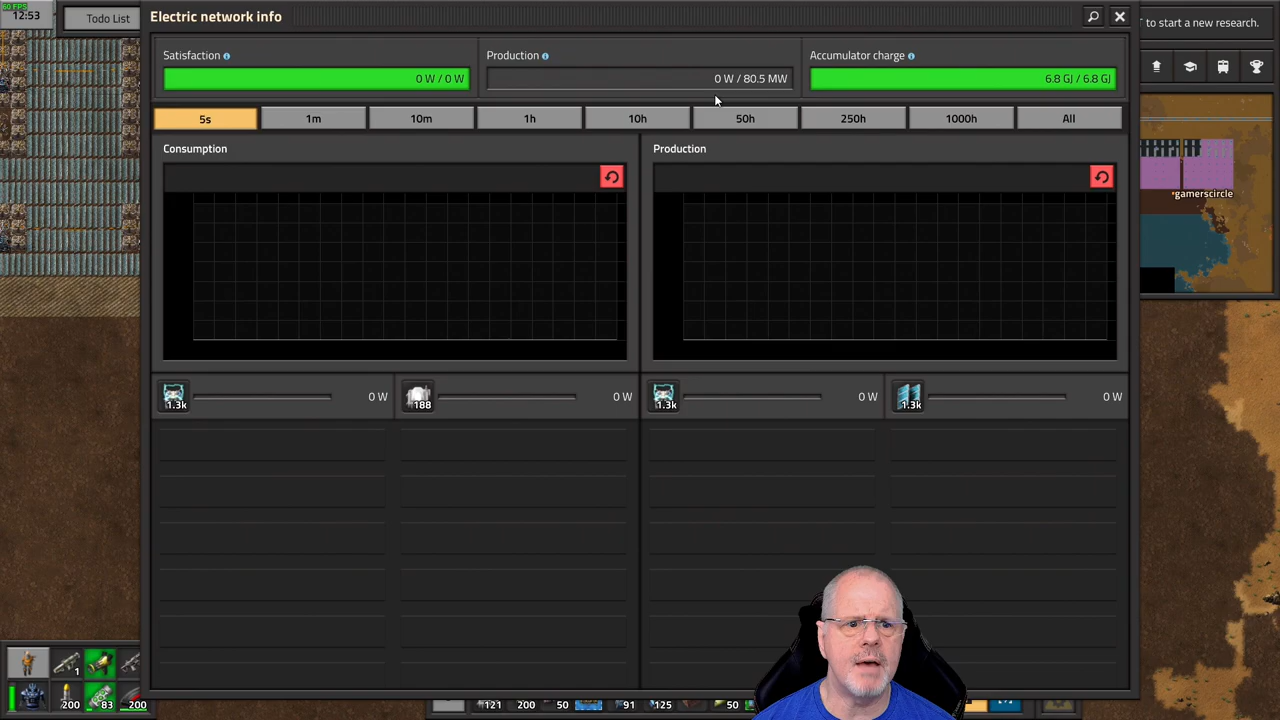 60 FPS
12:53
Todo List
Electric network info
T to start a new research.
Satisfaction
0 W / 0 W
Production
0 W / 80.5 MW
Accumulator charge
6.8 GJ / 6.8 GJ
5s
1m
10m
1h
10h
50h
250h
1000h
All
Consumption
Production
gamerscircle
1.3k
0 W
188
0 W
1.3k
0 W
1.3k
0 W
1
200
83
200
121
200
91
125
50